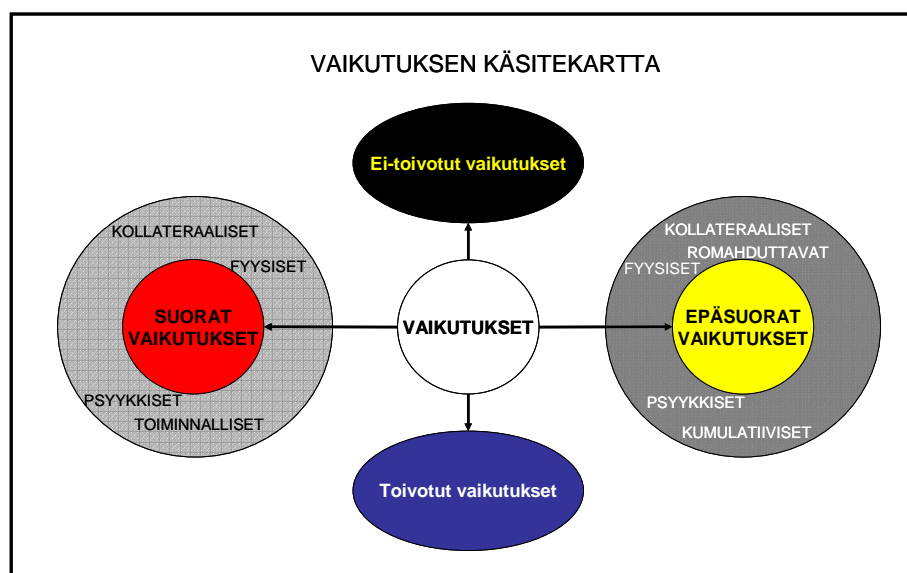 VAIKUTUKSEN KÄSITEKARTTA
Ei-toivotut vaikutukset
KOLLATERAALISET
FYYSISET
SUORAT
VAIKUTUKSET
PSYYKKISET
TOIMINNALLISET
VAIKUTUKSET
KOLLATERAALISET
ROMAHDUTTAVAT
FYYSISET
EPÄSUORAT
VAIKUTUKSET
PSYYKKISET
KUMULATIIVISET
Toivotut vaikutukset